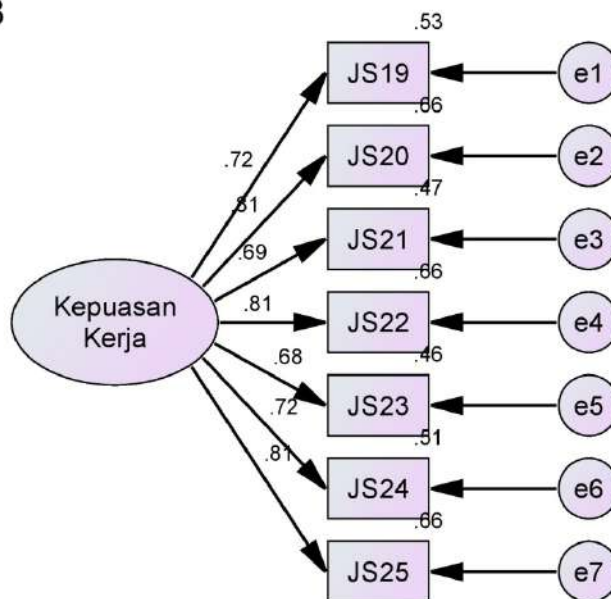 .53
JS19
e1
.66
.72
JS20
e2
.47
.81
JS21
e3
.69
.66
Kepuasan
Kerja
.81
JS22
e4
.46
.68
JS23
e5
.51
.72
JS24
e6
.66
.81
JS25
e7